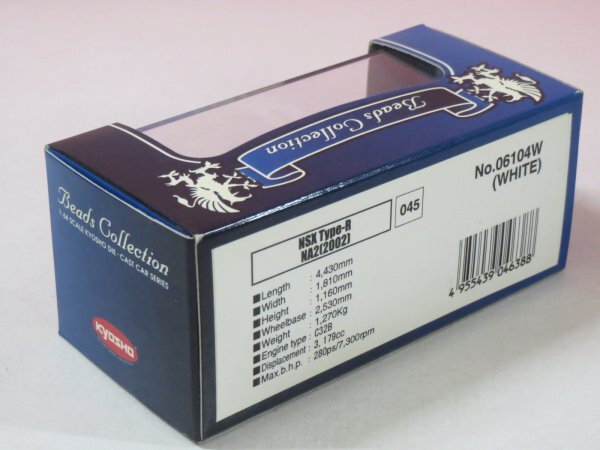 Beads Collection
Beads Collection
1:64 SCALE KYOSHO DIE-CAST CAR SERIES
KYOSHO
NSX Type-R
NA2(2002)
045
No.06104W
(WHITE)
■Length : 4,430mm
■Width : 1,810mm
■Height : 1,160mm
■Wheelbase : 2,530mm
■Weight : 1,270Kg
■Engine type : C32B
■Displacement : 3,179cc
■Max.b.h.p. : 280ps/7,300rpm
4 955439 046388